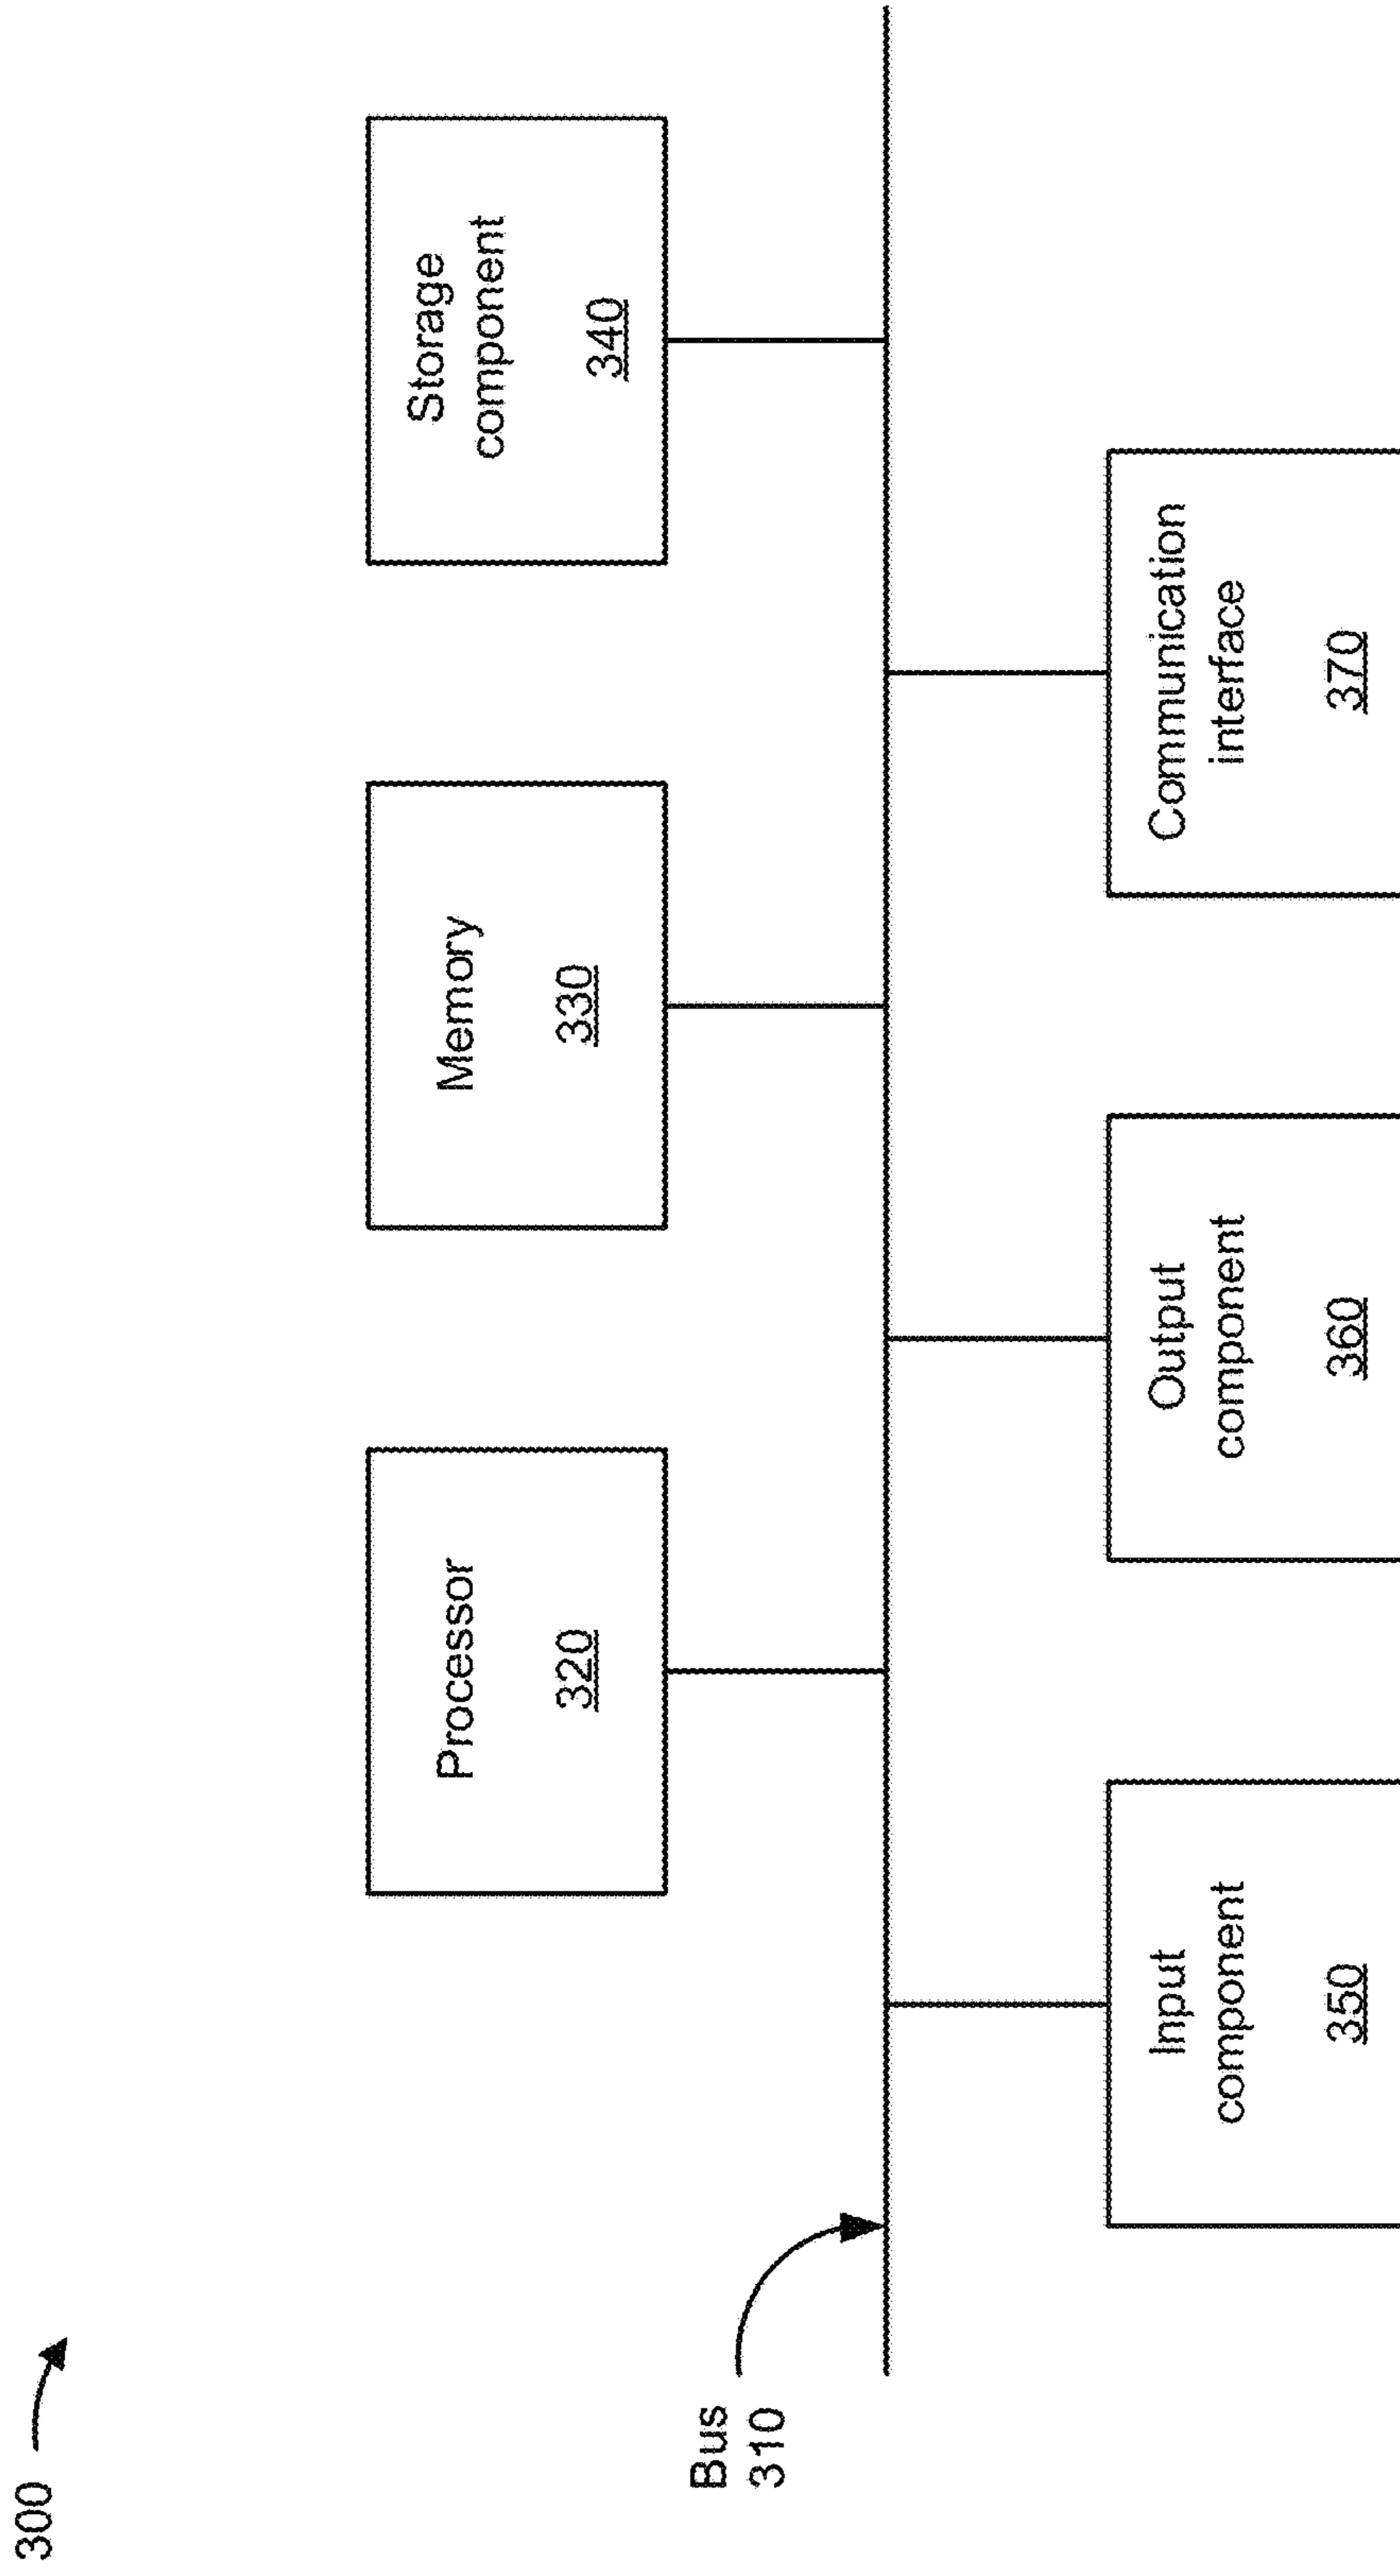 300
Processor
320
Memory
330
Storage
component
340
Bus
310
Input
component
350
Output
component
360
Communication
interface
370